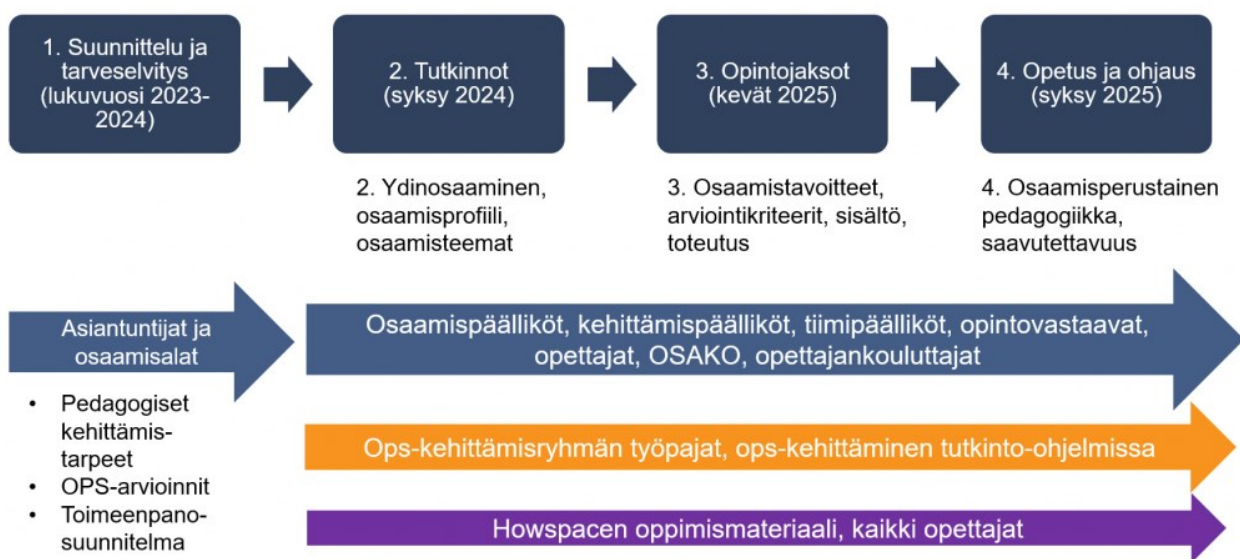 1. Suunnittelu ja
tarveselvitys
(lukuvuosi 2023-
2024)
2. Tutkinnot
(syksy 2024)
3. Opintojaksot
(kevät 2025)
4. Opetus ja ohjaus
(syksy 2025)
2. Ydinosaaminen,
osaamisprofiili,
osaamisteemat
3. Osaamistavoitteet,
arviointikriteerit, sisältö,
toteutus
4. Osaamisperustainen
pedagogiikka,
saavutettavuus
Asiantuntijat ja
osaamisalat
Osaamispäälliköt, kehittämispäälliköt, tiimipäälliköt, opintovastaavat,
opettajat, OSAKO, opettajankouluttajat
• Pedagogiset
kehittämis-
tarpeet
• OPS-arvioinnit
• Toimeenpano-
suunnitelma
Ops-kehittämisryhmän työpajat, ops-kehittäminen tutkinto-ohjelmissa
Howspacen oppimismateriaali, kaikki opettajat